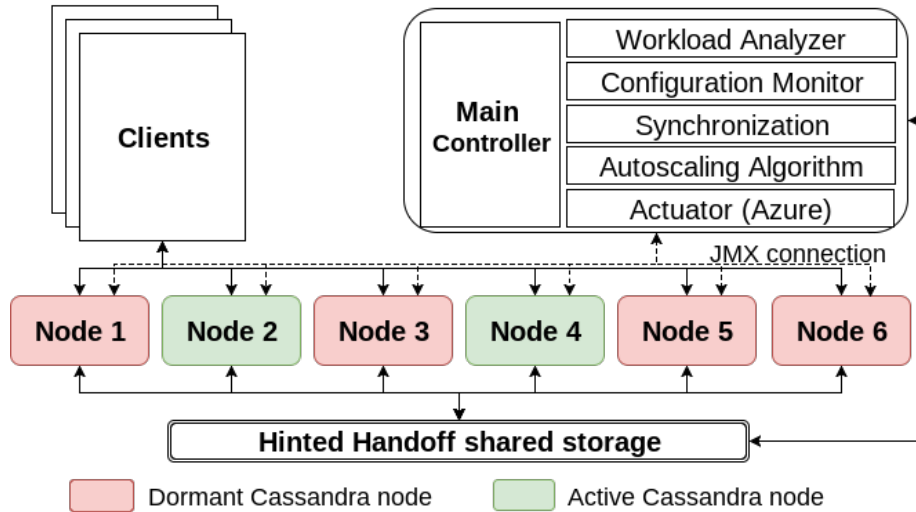 Clients
Main
Controller
Workload Analyzer
Configuration Monitor
Synchronization
Autoscaling Algorithm
Actuator (Azure)
JMX connection
Node 1
Node 2
Node 3
Node 4
Node 5
Node 6
Hinted Handoff shared storage
Dormant Cassandra node
Active Cassandra node